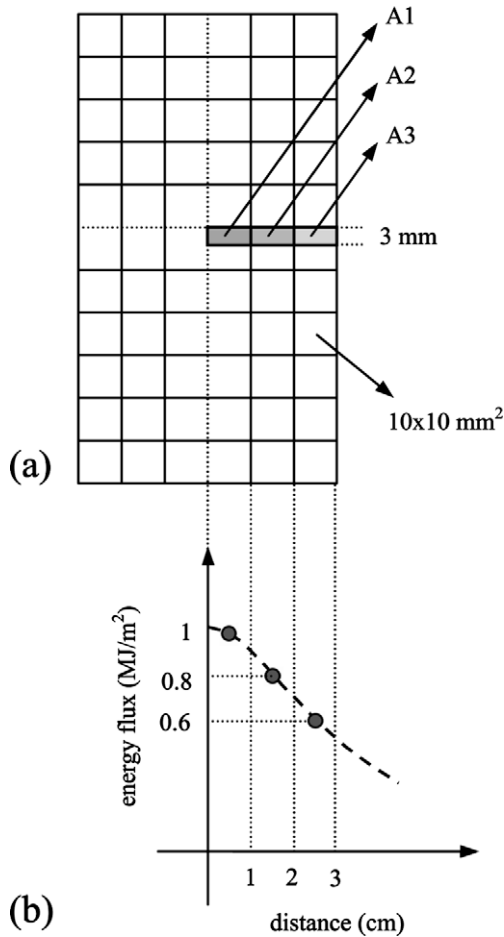 A1
A2
A3
3 mm
10x10 mm²
(a)
energy flux (MJ/m²)
1
0.8
0.6
1 2 3
distance (cm)
(b)